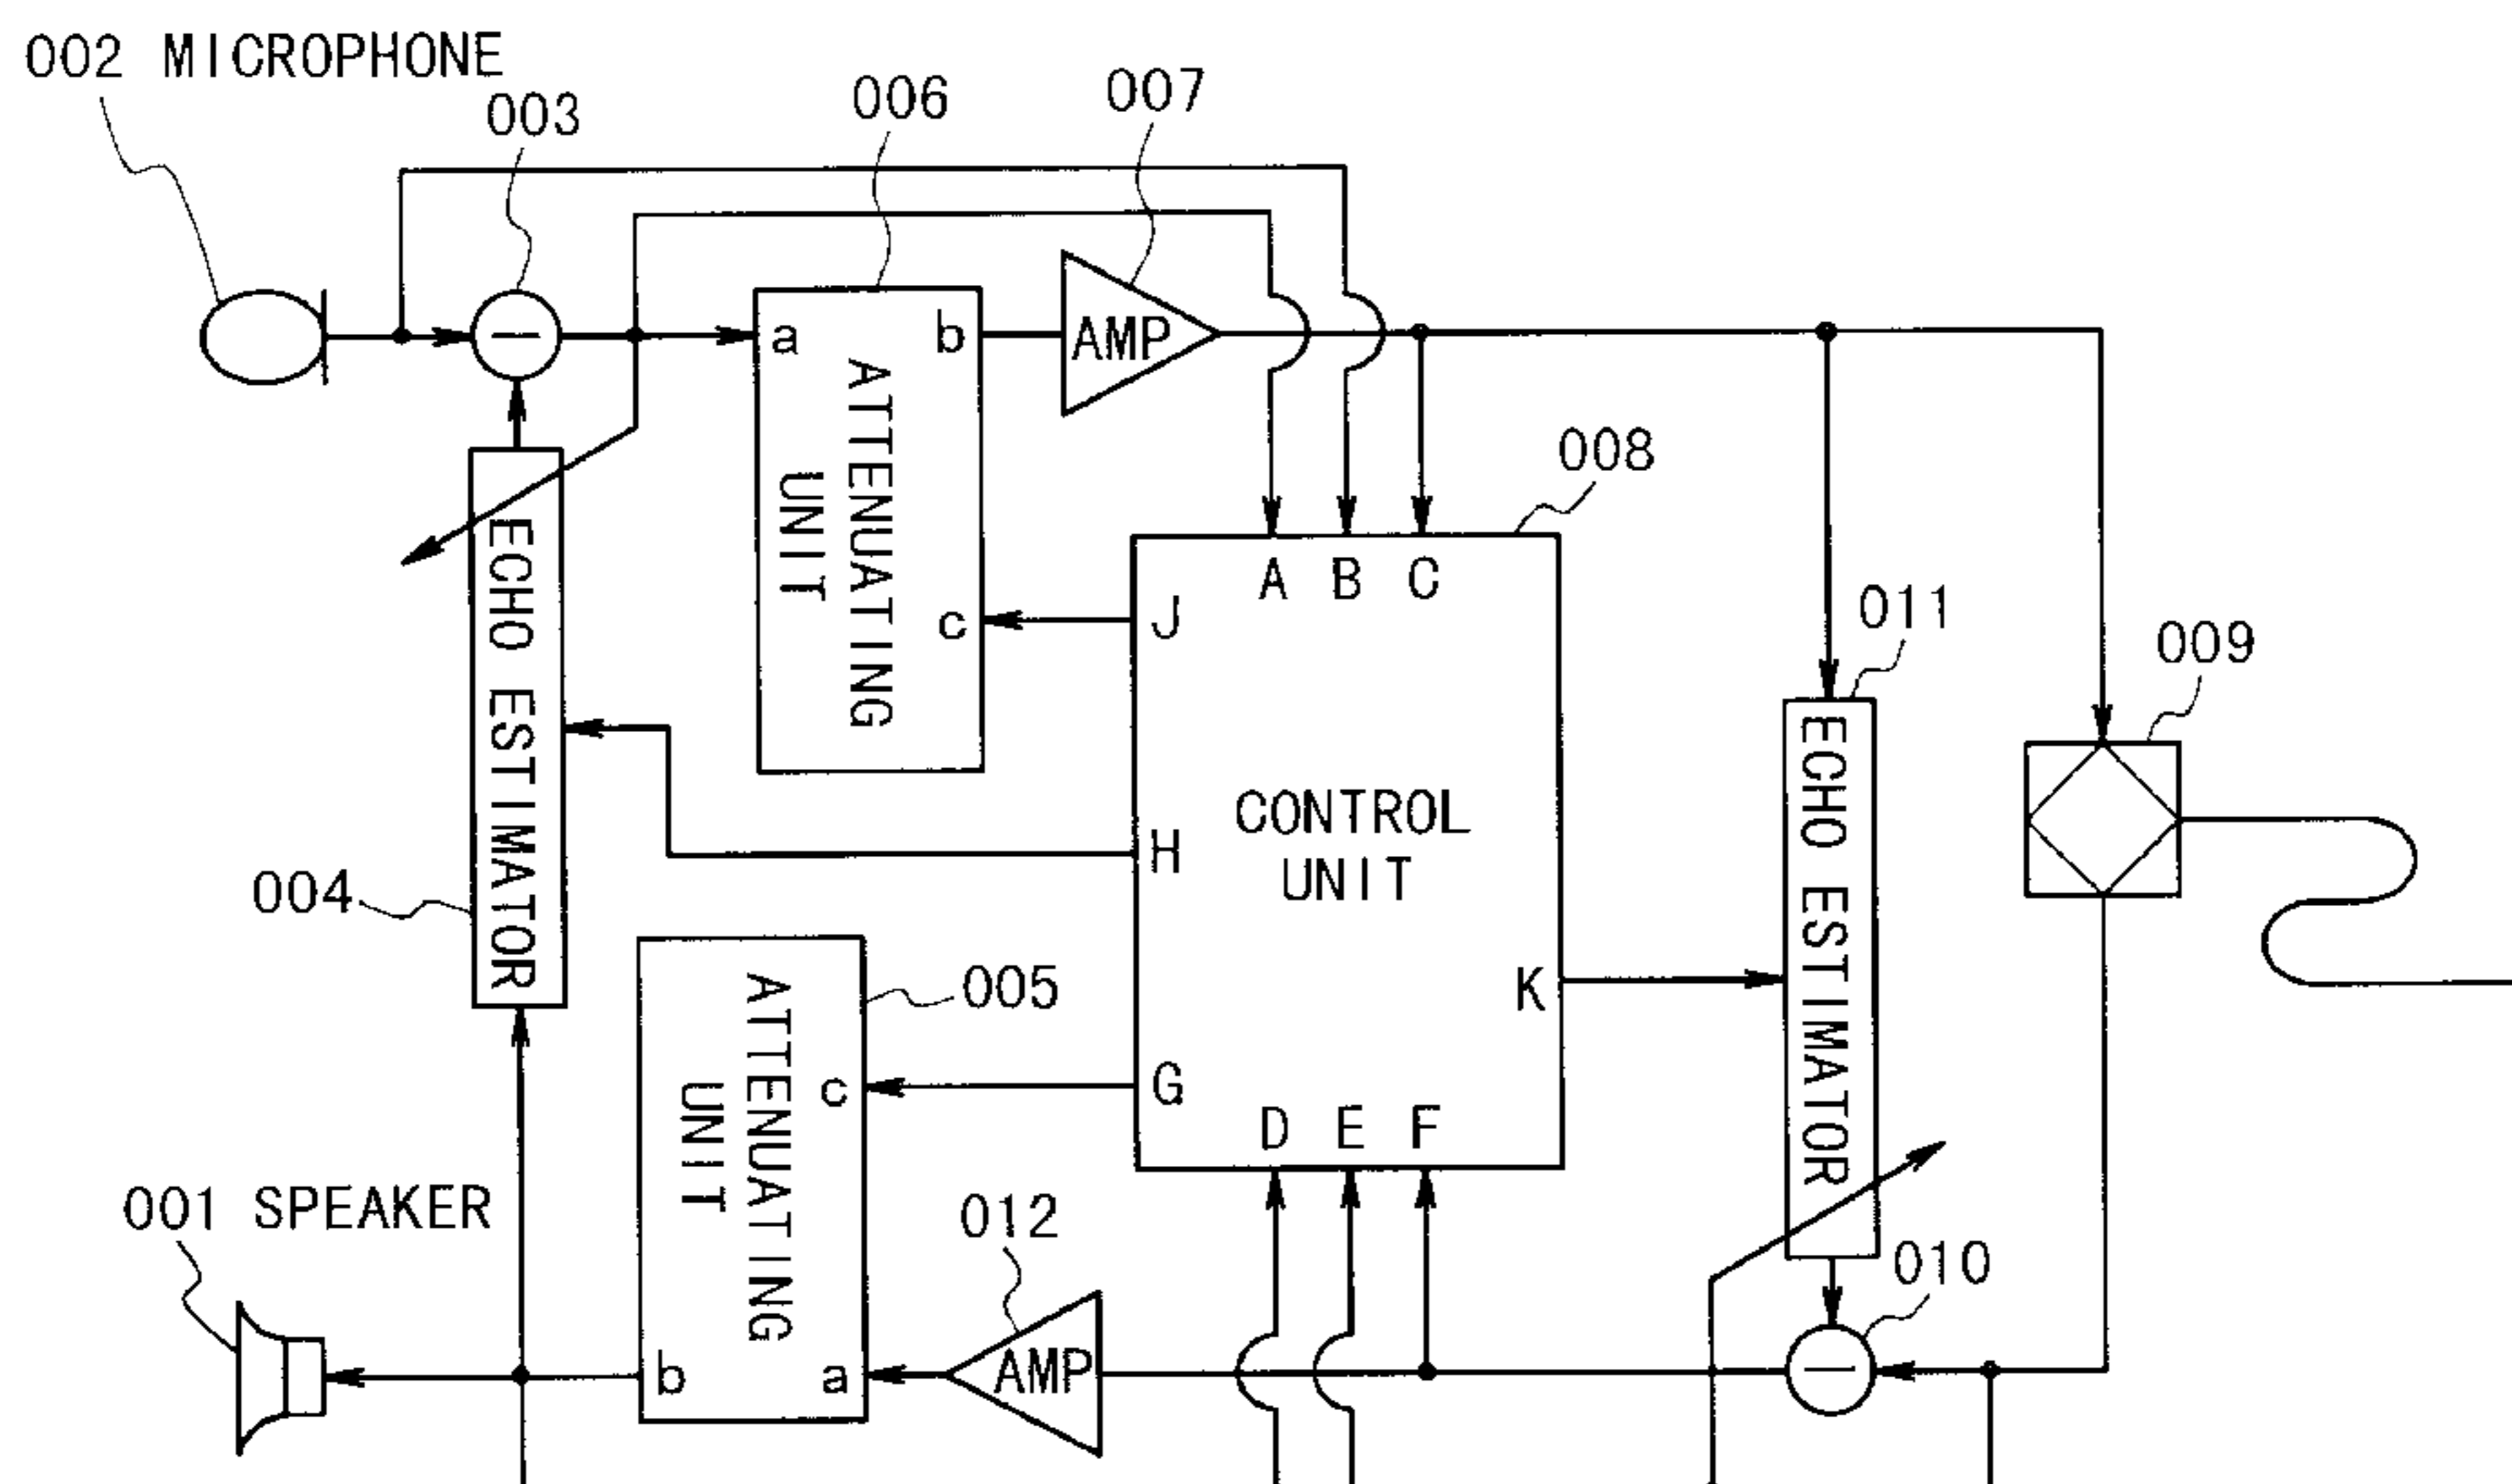 002 MICROPHONE
003
006
007
a
b
AMP
ATTENUATING
UNIT
c
008
A B C
J
H
G
K
D E F
CONTROL
UNIT
011
ECHO ESTIMATOR
009
ECHO ESTIMATOR
004
005
ATTENUATING
UNIT
c
b
a
001 SPEAKER
012
AMP
010